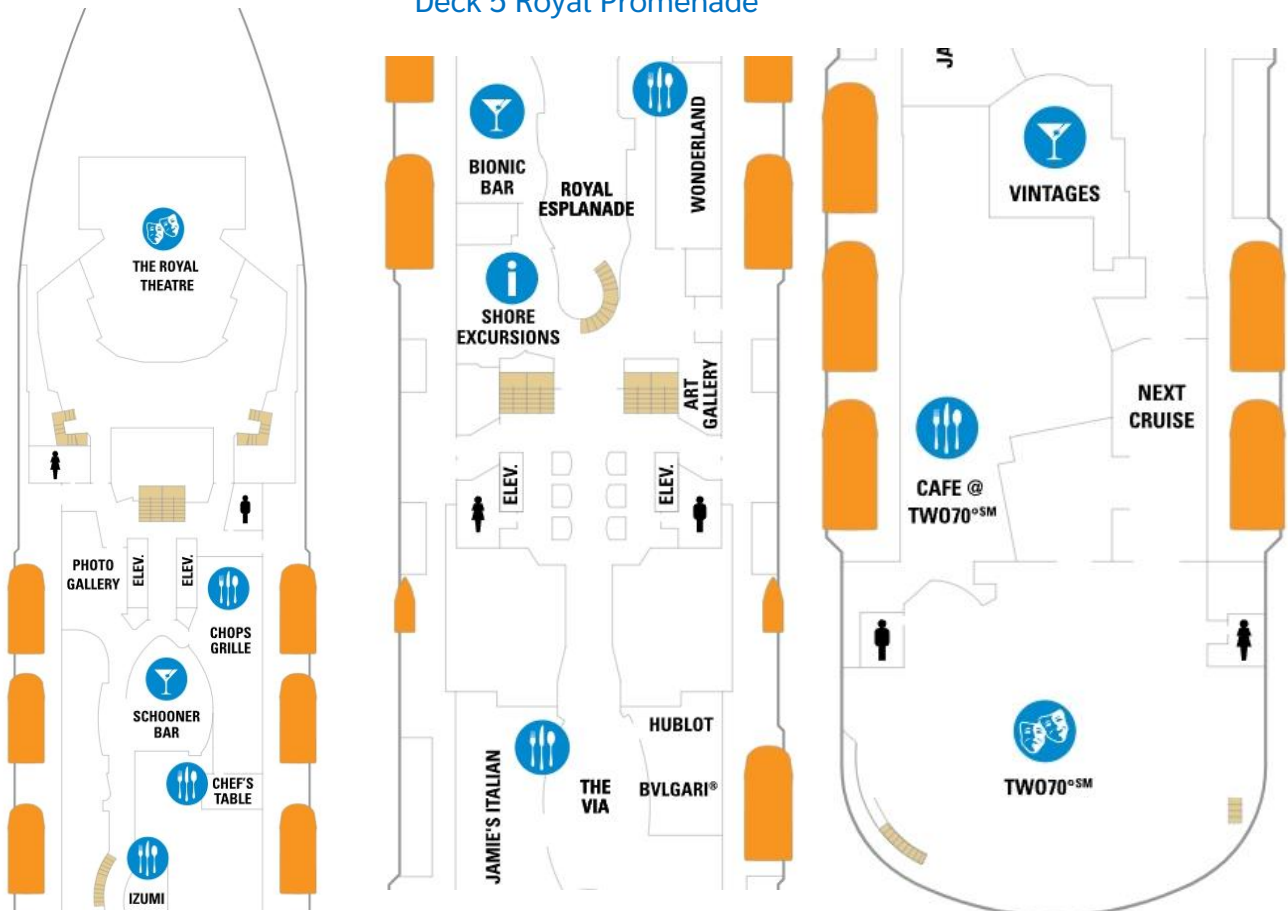 Deck 5 Royal Promenade
THE ROYAL
THEATRE
PHOTO
GALLERY
ELEV.
ELEV.
CHOPS
GRILLE
SCHOONER
BAR
CHEF'S
TABLE
IZUMI
BIONIC
BAR
ROYAL
ESPLANADE
WONDERLAND
i
SHORE
EXCURSIONS
ART
GALLERY
ELEV.
ELEV.
HUBLOT
JAMIE'S ITALIAN
THE
VIA
BVLGARI®
JA
VINTAGES
NEXT
CRUISE
CAFE @
TWO70°SM
TWO70°SM